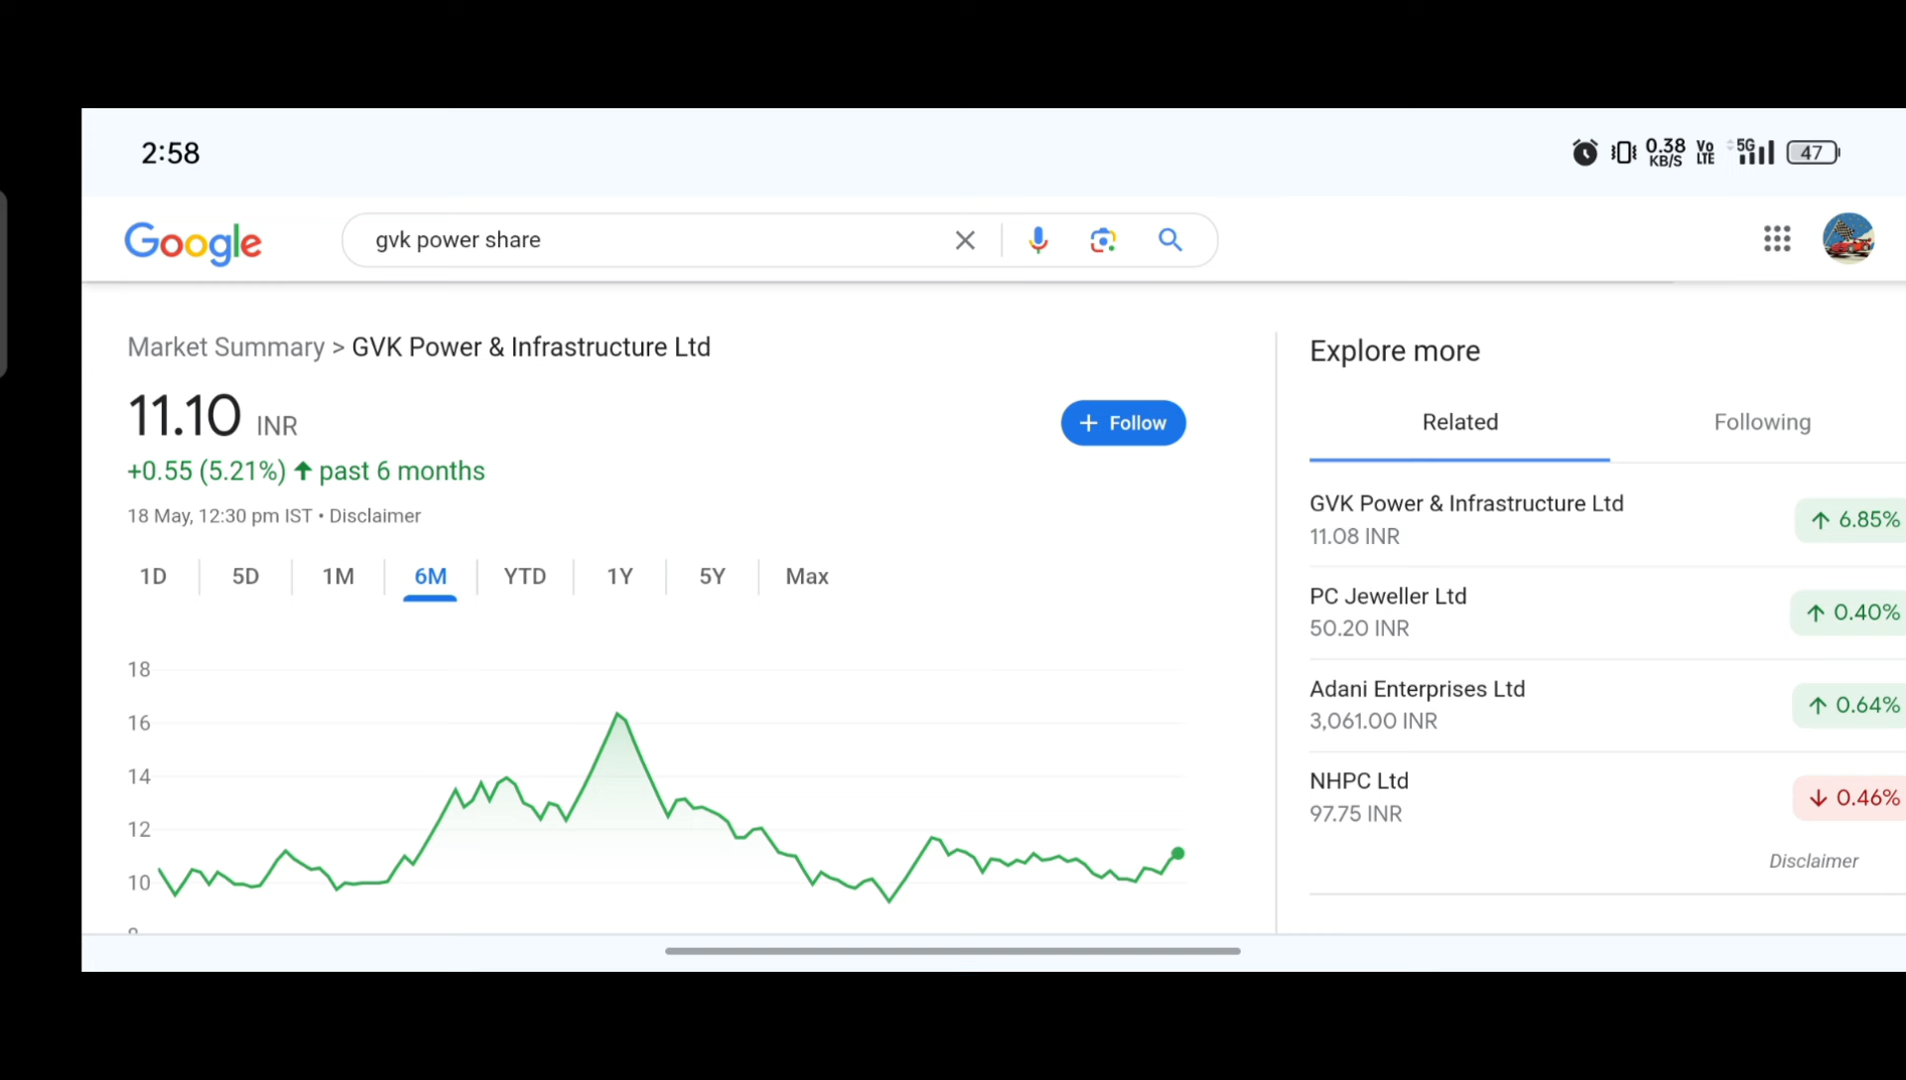 2:58
0.38 KB/S
Vo LTE
5G
47
Google
gvk power share
Market Summary > GVK Power & Infrastructure Ltd
11.10 INR
+ Follow
+0.55 (5.21%) ↑ past 6 months
18 May, 12:30 pm IST • Disclaimer
1D 5D 1M 6M YTD 1Y 5Y Max
18
16
14
12
10
Explore more
Related Following
GVK Power & Infrastructure Ltd
11.08 INR
↑ 6.85%
PC Jeweller Ltd
50.20 INR
↑ 0.40%
Adani Enterprises Ltd
3,061.00 INR
↑ 0.64%
NHPC Ltd
97.75 INR
↓ 0.46%
Disclaimer